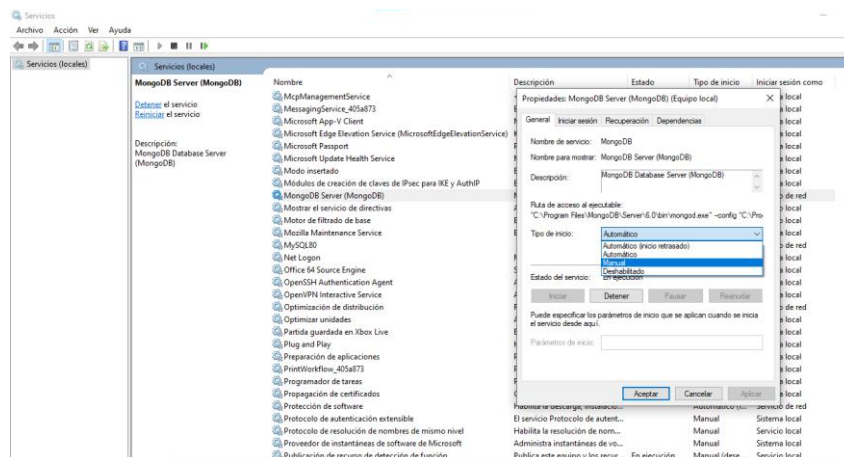 Servicios
Archivo Acción Ver Ayuda
Servicios (locales)
Servicios (locales)
MongoDB Server (MongoDB)
Detener el servicio
Reiniciar el servicio
Descripción:
MongoDB Database Server
(MongoDB)
Nombre Descripción Estado Tipo de inicio Iniciar sesión como
McpManagementService
MessagingService_405a873
Microsoft App-V Client
Microsoft Edge Elevation Service (MicrosoftEdgeElevationService)
Microsoft Passport
Microsoft Update Health Service
Modo insertado
Módulos de creación de claves de IPsec para IKE y AuthIP
MongoDB Server (MongoDB)
Mostrar el servicio de directivas
Motor de filtrado de base
Mozilla Maintenance Service
MySQL80
Net Logon
Office 64 Source Engine
OpenSSH Authentication Agent
OpenVPN Interactive Service
Optimización de distribución
Optimizar unidades
Partida guardada en Xbox Live
Plug and Play
Preparación de aplicaciones
PrintWorkflow_405a873
Programador de tareas
Propagación de certificados
Protección de software
Protocolo de autenticación extensible El servicio Protocolo de autent... Manual Sistema local
Protocolo de resolución de nombres de mismo nivel Habilita la resolución de nom... Manual Servicio local
Proveedor de instantáneas de software de Microsoft Administra instantáneas de vo... Manual Sistema local
Publicación de recurso de detección de función Publica este equipo y los recur... En ejecución Manual (dese... Servicio local
Propiedades: MongoDB Server (MongoDB) (Equipo local)
General Iniciar sesión Recuperación Dependencias
Nombre de servicio: MongoDB
Nombre para mostrar: MongoDB Server (MongoDB)
Descripción: MongoDB Database Server (MongoDB)
Ruta de acceso al ejecutable:
"C:\Program Files\MongoDB\Server\6.0\bin\mongod.exe" --config "C:\Pro
Tipo de inicio: Automático
Automático (inicio retrasado)
Automático
Manual
Deshabilitado
Estado del servicio: En ejecución
Iniciar Detener Pausar Reanudar
Puede especificar los parámetros de inicio que se aplican cuando se inicia
el servicio desde aquí.
Parámetros de inicio:
Aceptar Cancelar Aplicar